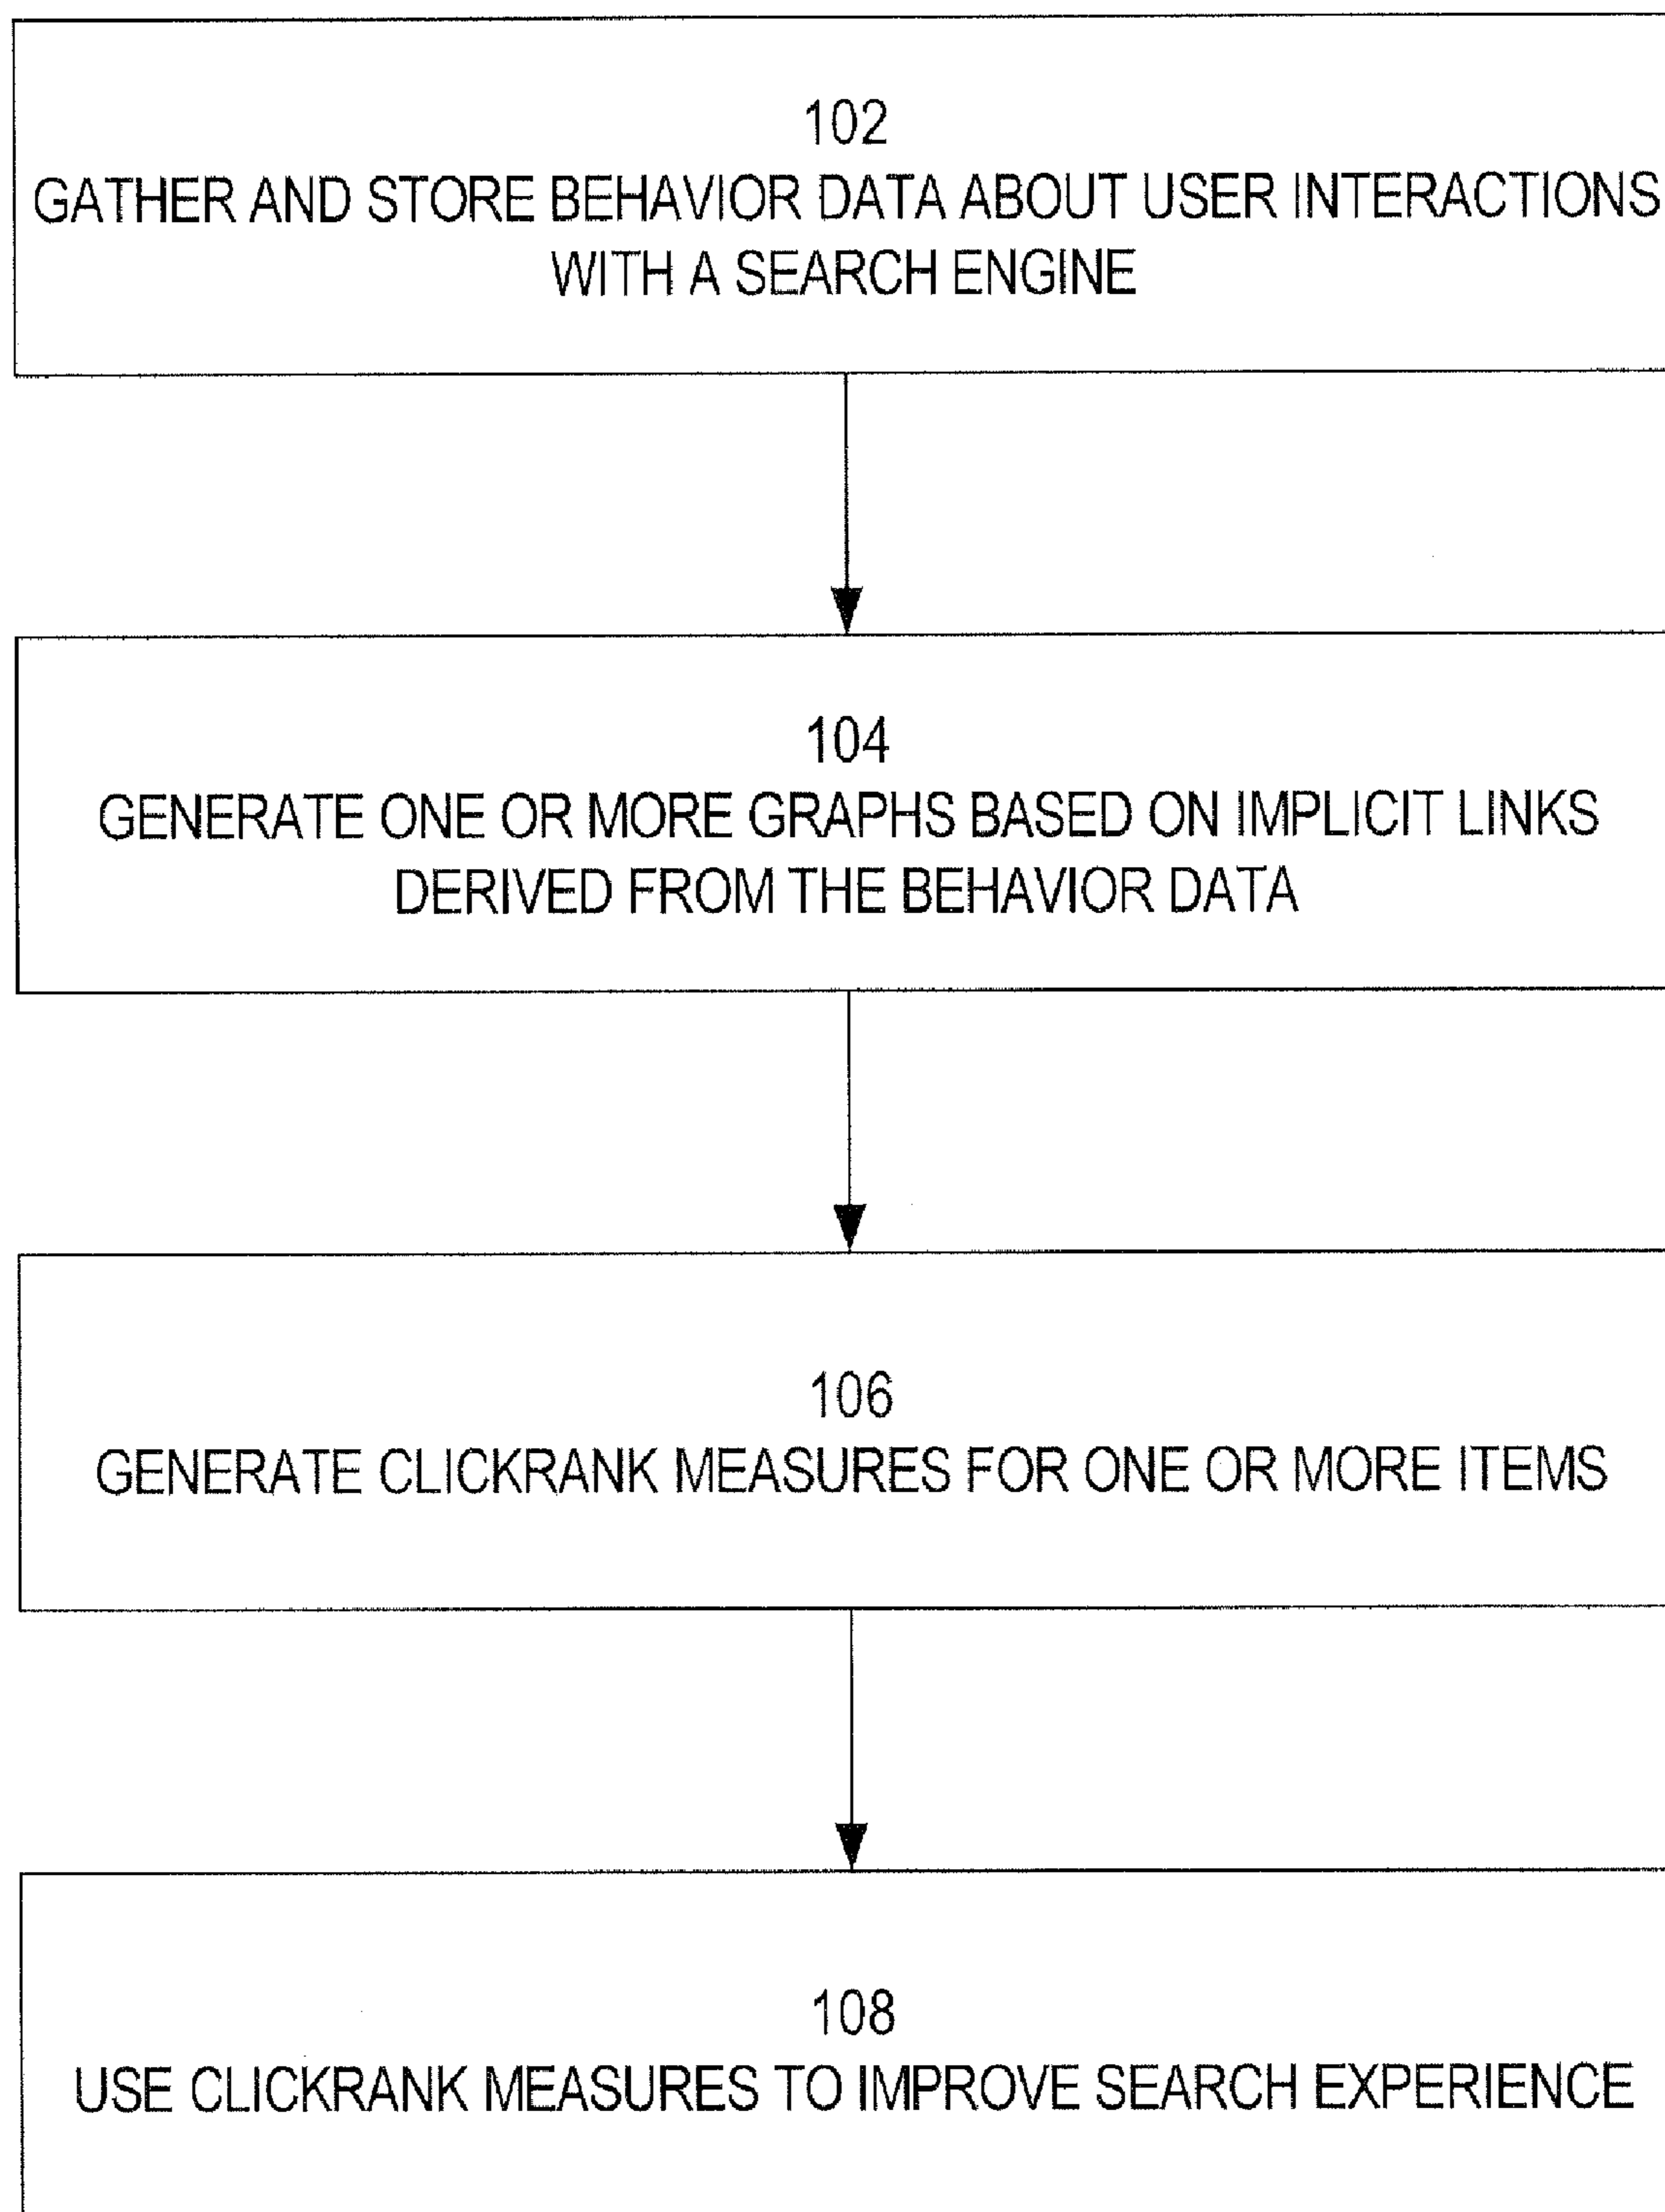 102
GATHER AND STORE BEHAVIOR DATA ABOUT USER INTERACTIONS
WITH A SEARCH ENGINE
104
GENERATE ONE OR MORE GRAPHS BASED ON IMPLICIT LINKS
DERIVED FROM THE BEHAVIOR DATA
106
GENERATE CLICKRANK MEASURES FOR ONE OR MORE ITEMS
108
USE CLICKRANK MEASURES TO IMPROVE SEARCH EXPERIENCE